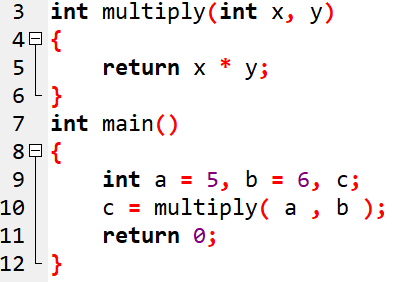 3 int multiply(int x, y)
4 {
5 return x * y;
6 }
7 int main()
8 {
9 int a = 5, b = 6, c;
10 c = multiply( a , b );
11 return 0;
12 }